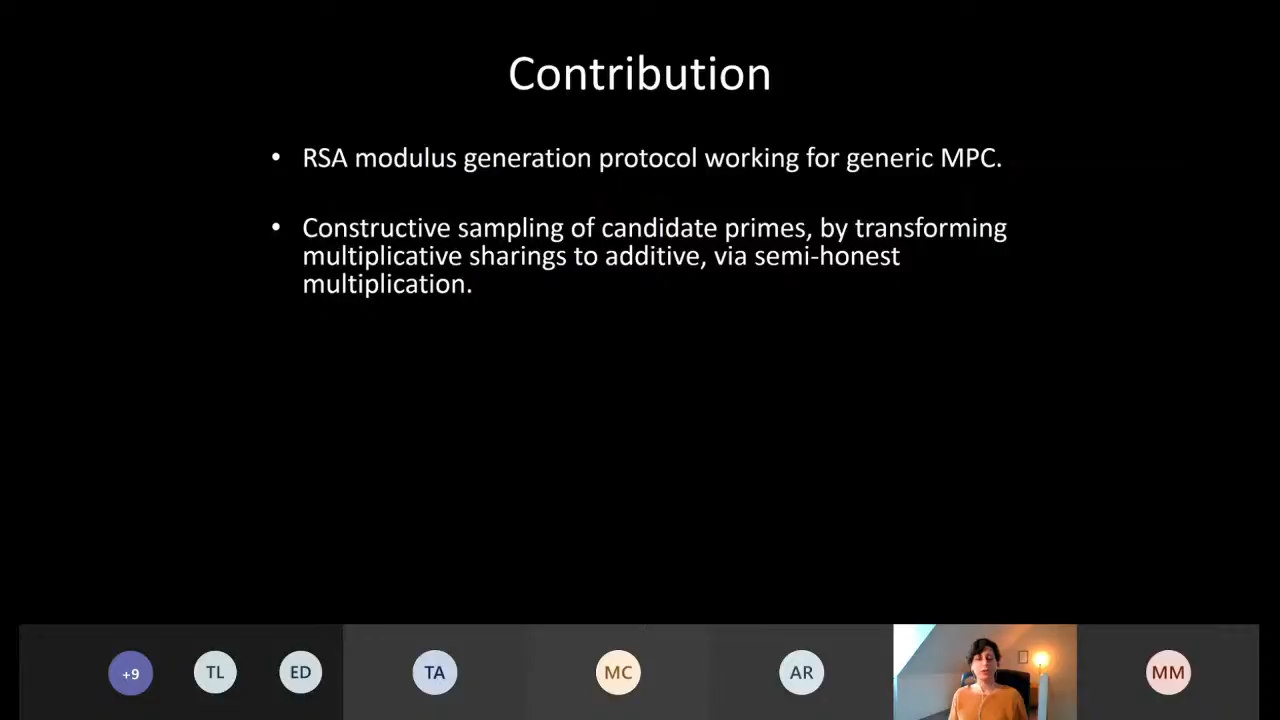 Contribution
• RSA modulus generation protocol working for generic MPC.
• Constructive sampling of candidate primes, by transforming
multiplicative sharings to additive, via semi-honest
multiplication.
+9 TL ED TA MC AR MM